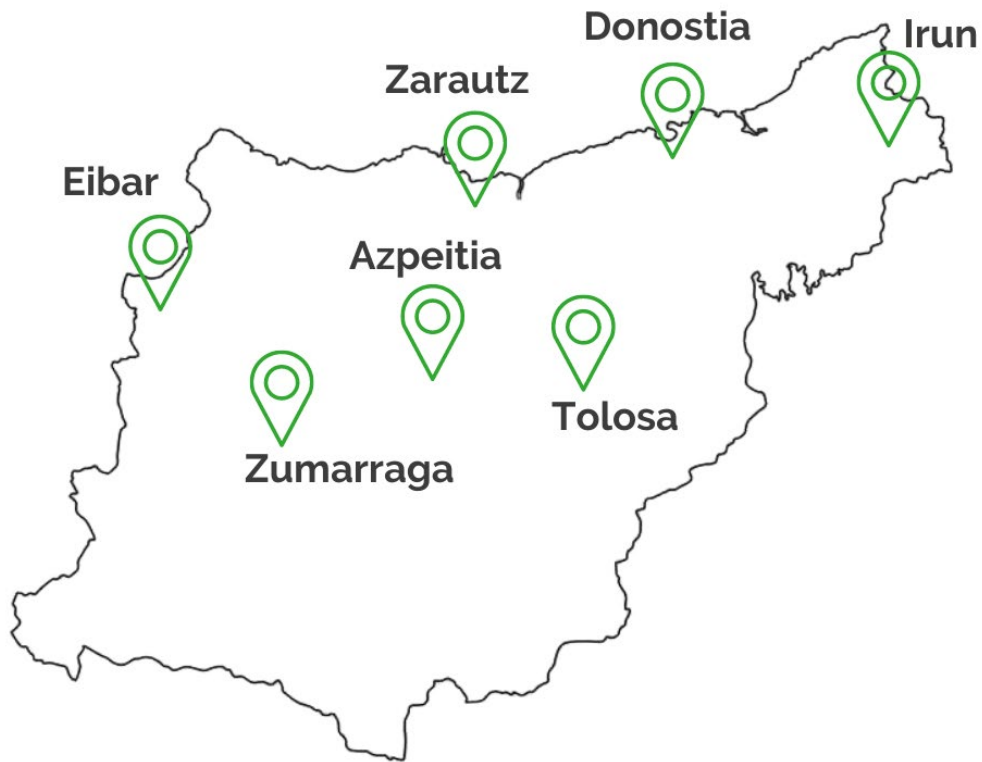 Donostia
Irun
Zarautz
Eibar
Azpeitia
Tolosa
Zumarraga